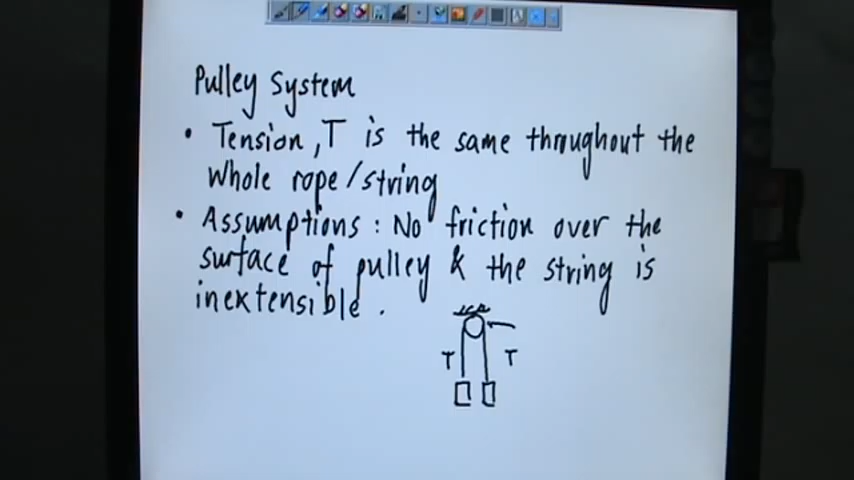 Pulley System
• Tension, T is the same throughout the
whole rope/string
• Assumptions : No friction over the
surface of pulley & the string is
inextensible.
T T